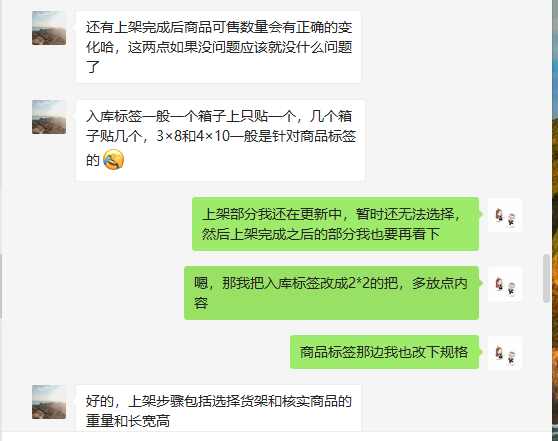 还有上架完成后商品可售数量会有正确的变
化哈，这两点如果没问题应该就没什么问题
了
入库标签一般一个箱子上只贴一个，几个箱
子贴几个，3×8和4×10一般是针对商品标签
的
上架部分我还在更新中，暂时还无法选择，
然后上架完成之后的部分我也要再看下
嗯，那我把入库标签改成2*2的把，多放点内
容
商品标签那边我也改下规格
好的，上架步骤包括选择货架和核实商品的
重量和长宽高